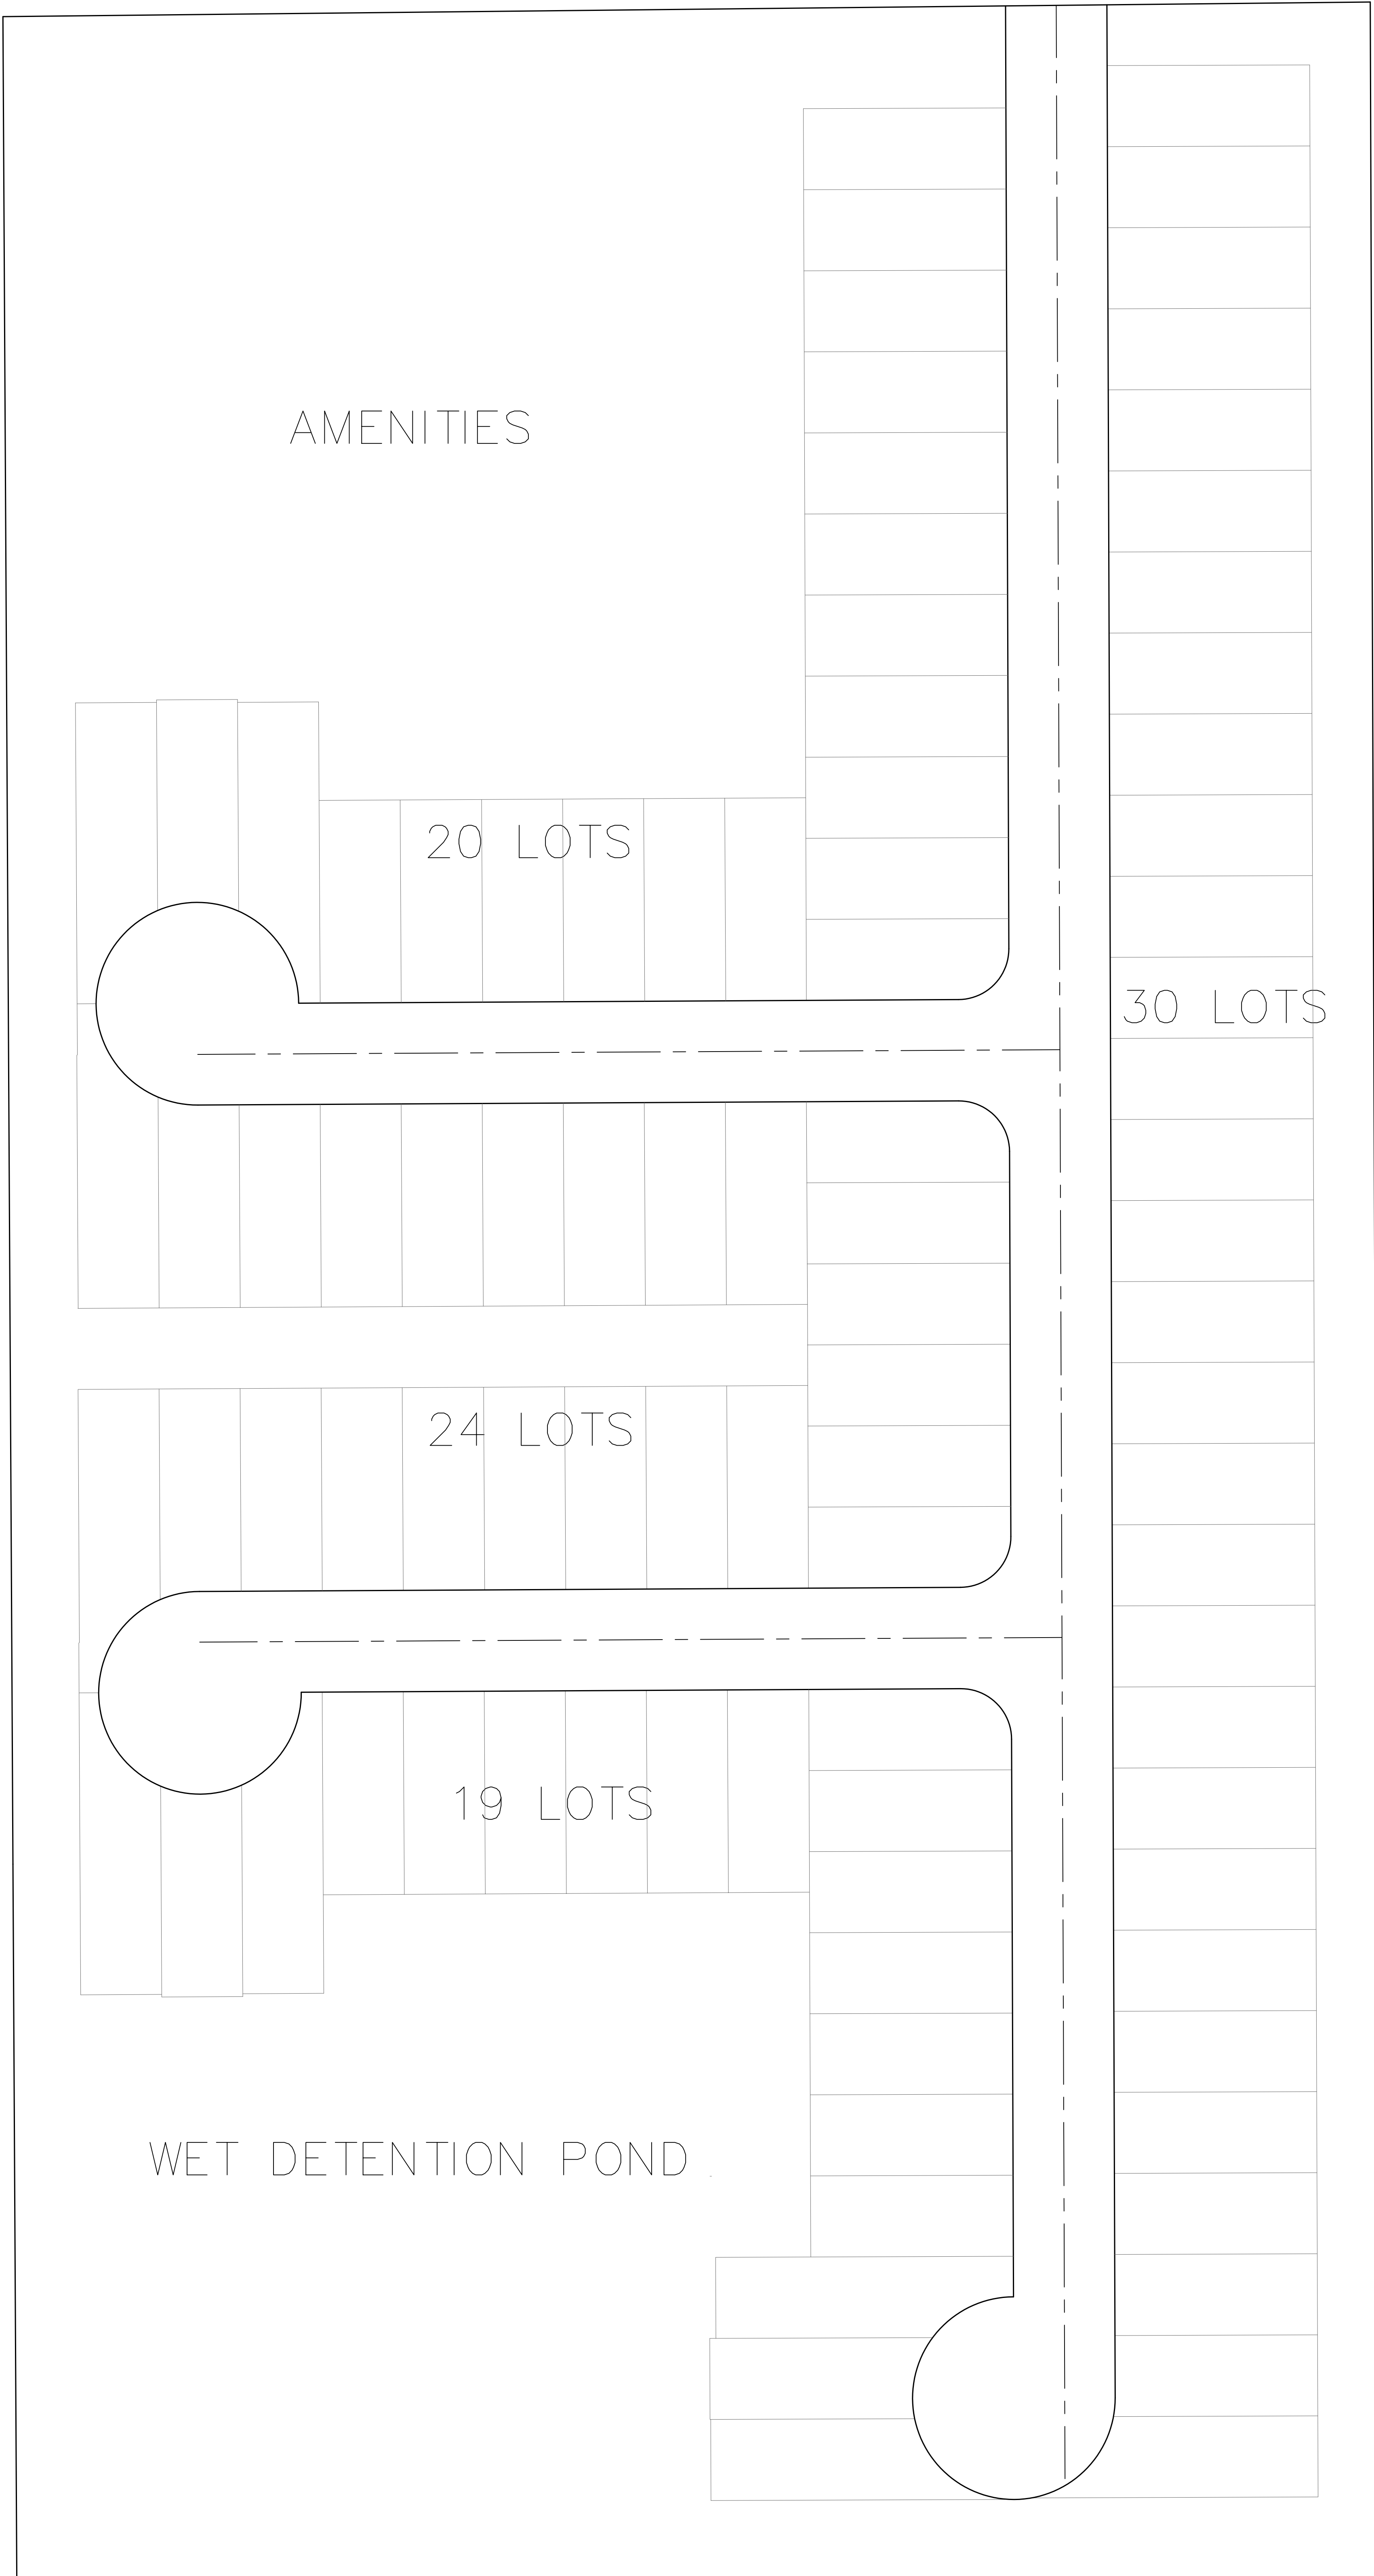 AMENITIES
20 LOTS
30 LOTS
24 LOTS
19 LOTS
WET DETENTION POND